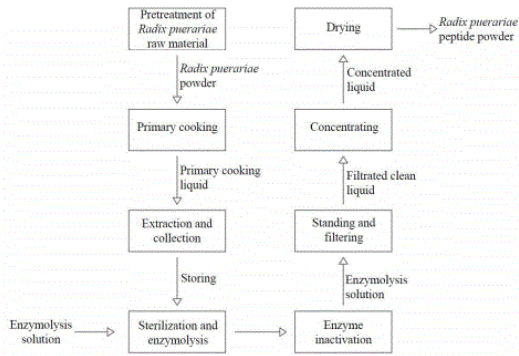 Pretreatment of
Radix puerariae
raw material
Radix puerariae
powder
Primary cooking
Primary cooking
liquid
Extraction and
collection
Storing
Enzymolysis
solution
Sterilization and
enzymolysis
Enzyme
inactivation
Enzymolysis
solution
Standing and
filtering
Filtrated clean
liquid
Concentrating
Concentrated
liquid
Drying
Radix puerariae
peptide powder